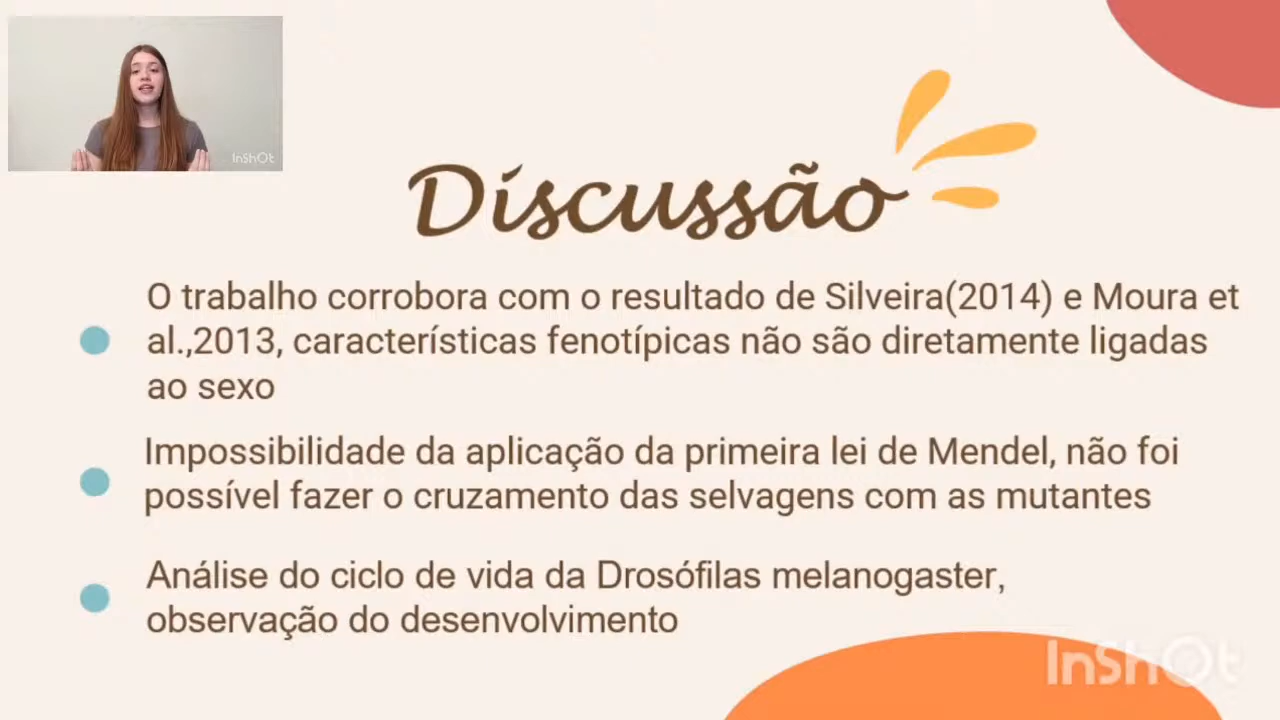 InShOt
Discussão
O trabalho corrobora com o resultado de Silveira(2014) e Moura et
al.,2013, características fenotípicas não são diretamente ligadas
ao sexo
Impossibilidade da aplicação da primeira lei de Mendel, não foi
possível fazer o cruzamento das selvagens com as mutantes
Análise do ciclo de vida da Drosófilas melanogaster,
observação do desenvolvimento
InShOt